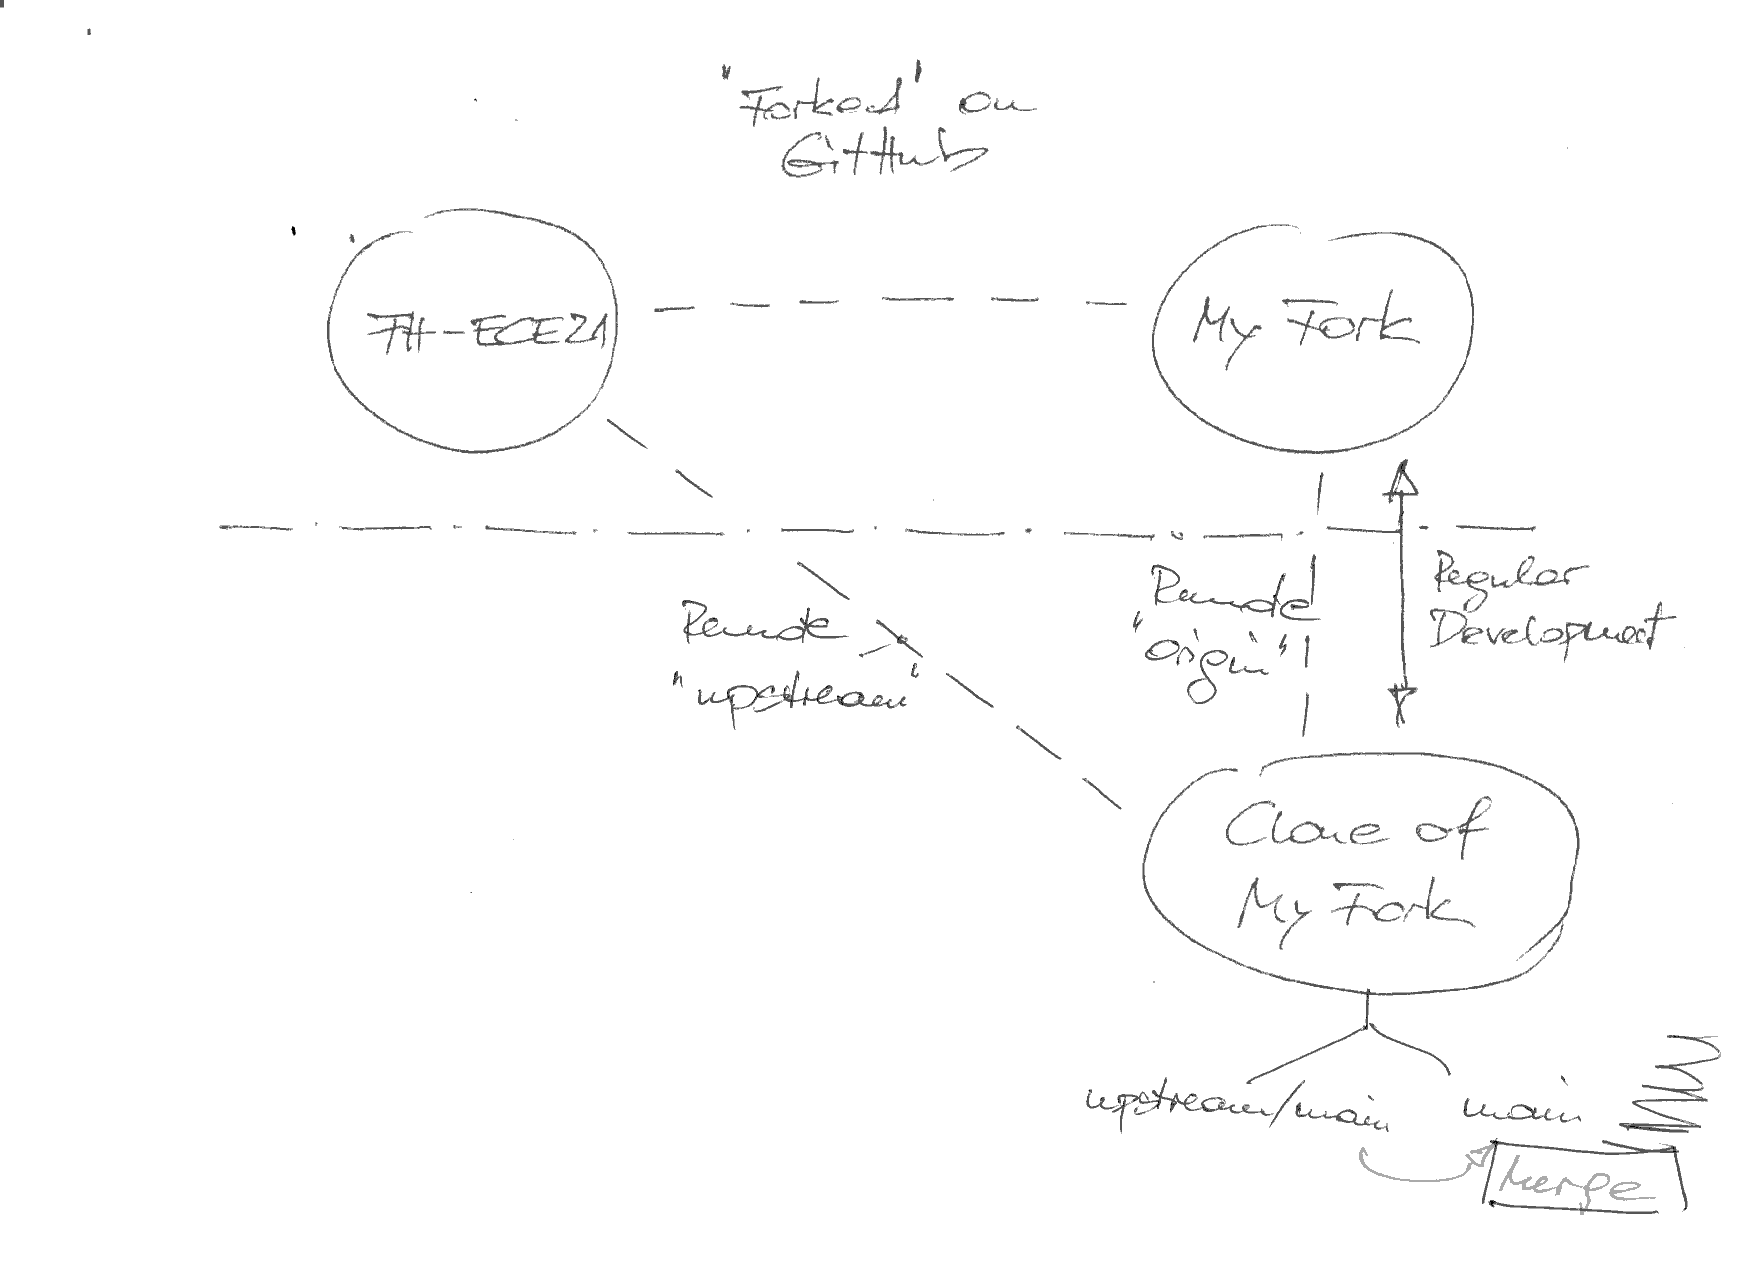 "Forked" on
GitHub
FH-ECE21
My Fork
Remote
"upstream"
Remote
"origin"
Regular
Development
Clone of
My Fork
upstream/main
main
Merge